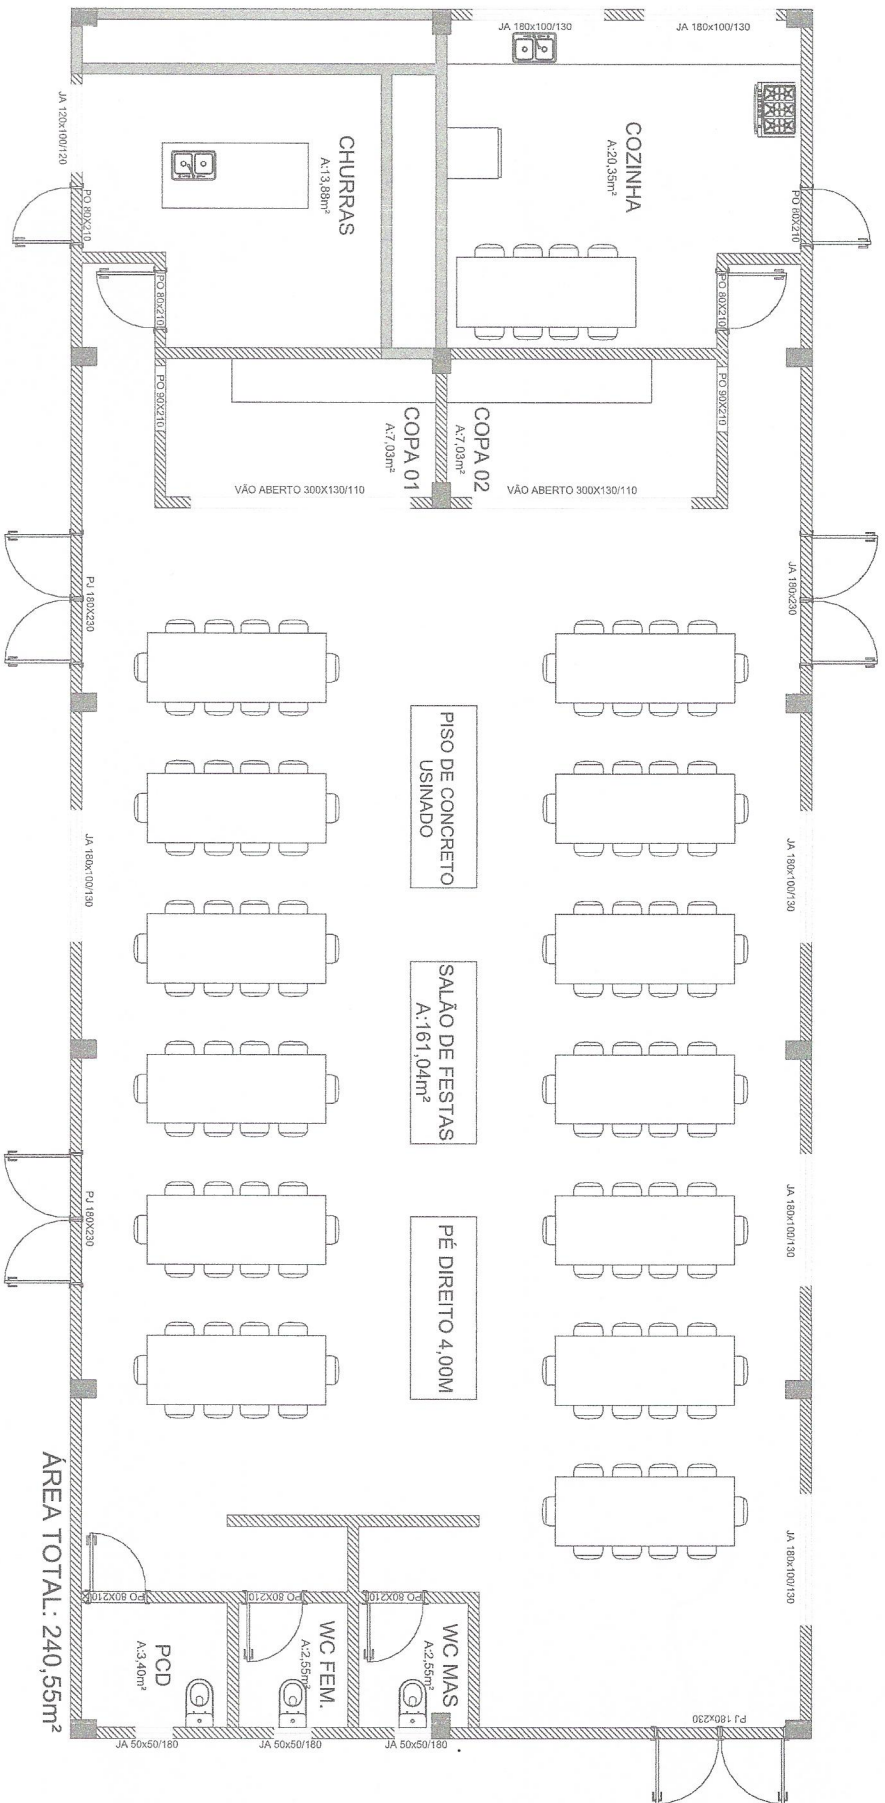 JA 180x100/130
JA 180x100/130
COZINHA
A:20,35m²
CHURRAS
A:13,88m²
JA 120x100/120
PO 80X210
PO 80X210
PO 80X210
PO 80X210
PO 90X210
PO 90X210
COPA 01
A:7,03m²
COPA 02
A:7,03m²
VÃO ABERTO 300X130/110
VÃO ABERTO 300X130/110
PJ 180X230
JA 180x230
PISO DE CONCRETO
USINADO
JA 180x100/130
JA 180x100/130
SALÃO DE FESTAS
A:161,04m²
PJ 180X230
JA 180x100/130
PÉ DIREITO 4,00M
JA 180x100/130
PO 80X210
PO 80X210
PO 80X210
PCD
A:3,40m²
WC FEM.
A:2,55m²
WC MAS
A:2,55m²
PJ 180x230
JA 50x50/180
JA 50x50/180
JA 50x50/180
ÁREA TOTAL: 240,55m²